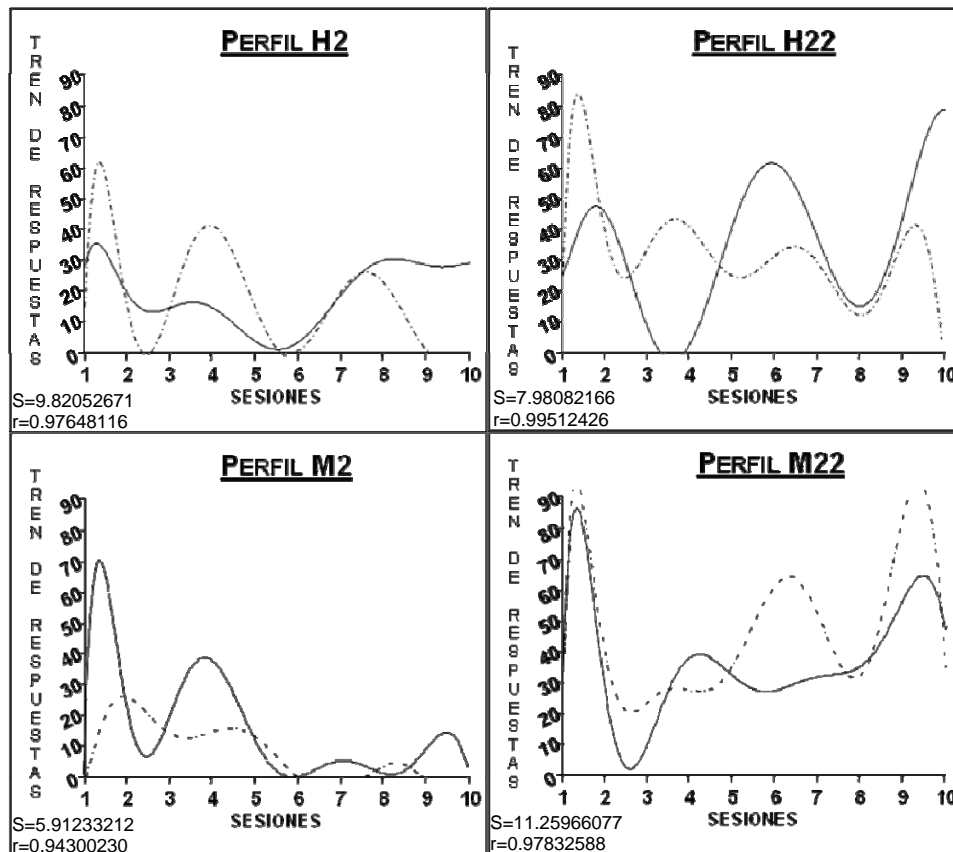 PERFIL H2
TREN DE RESPUESTAS
90
80
70
60
50
40
30
20
10
0
1 2 3 4 5 6 7 8 9 10
SESIONES
S=9.82052671
r=0.97648116
PERFIL H22
TREN DE RESPUESTAS
90
80
70
60
50
40
30
20
10
0
1 2 3 4 5 6 7 8 9 10
SESIONES
S=7.98082166
r=0.99512426
PERFIL M2
TREN DE RESPUESTAS
90
80
70
60
50
40
30
20
10
0
1 2 3 4 5 6 7 8 9 10
SESIONES
S=5.91233212
r=0.94300230
PERFIL M22
TREN DE RESPUESTAS
90
80
70
60
50
40
30
20
10
0
1 2 3 4 5 6 7 8 9 10
SESIONES
S=11.25966077
r=0.97832588